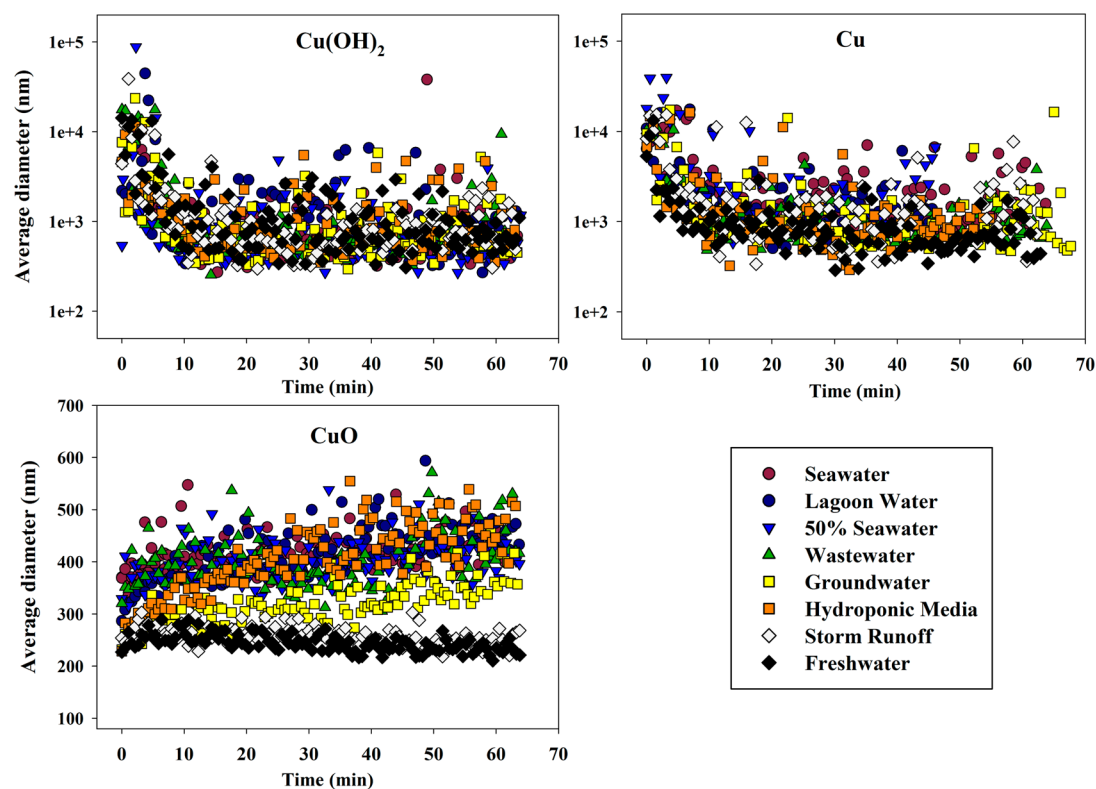 Cu(OH)2
Average diameter (nm)
1e+5
1e+4
1e+3
1e+2
0 10 20 30 40 50 60 70
Time (min)
Cu
Average diameter (nm)
1e+5
1e+4
1e+3
1e+2
0 10 20 30 40 50 60 70
Time (min)
CuO
Average diameter (nm)
700
600
500
400
300
200
100
0 10 20 30 40 50 60 70
Time (min)
Seawater
Lagoon Water
50% Seawater
Wastewater
Groundwater
Hydroponic Media
Storm Runoff
Freshwater